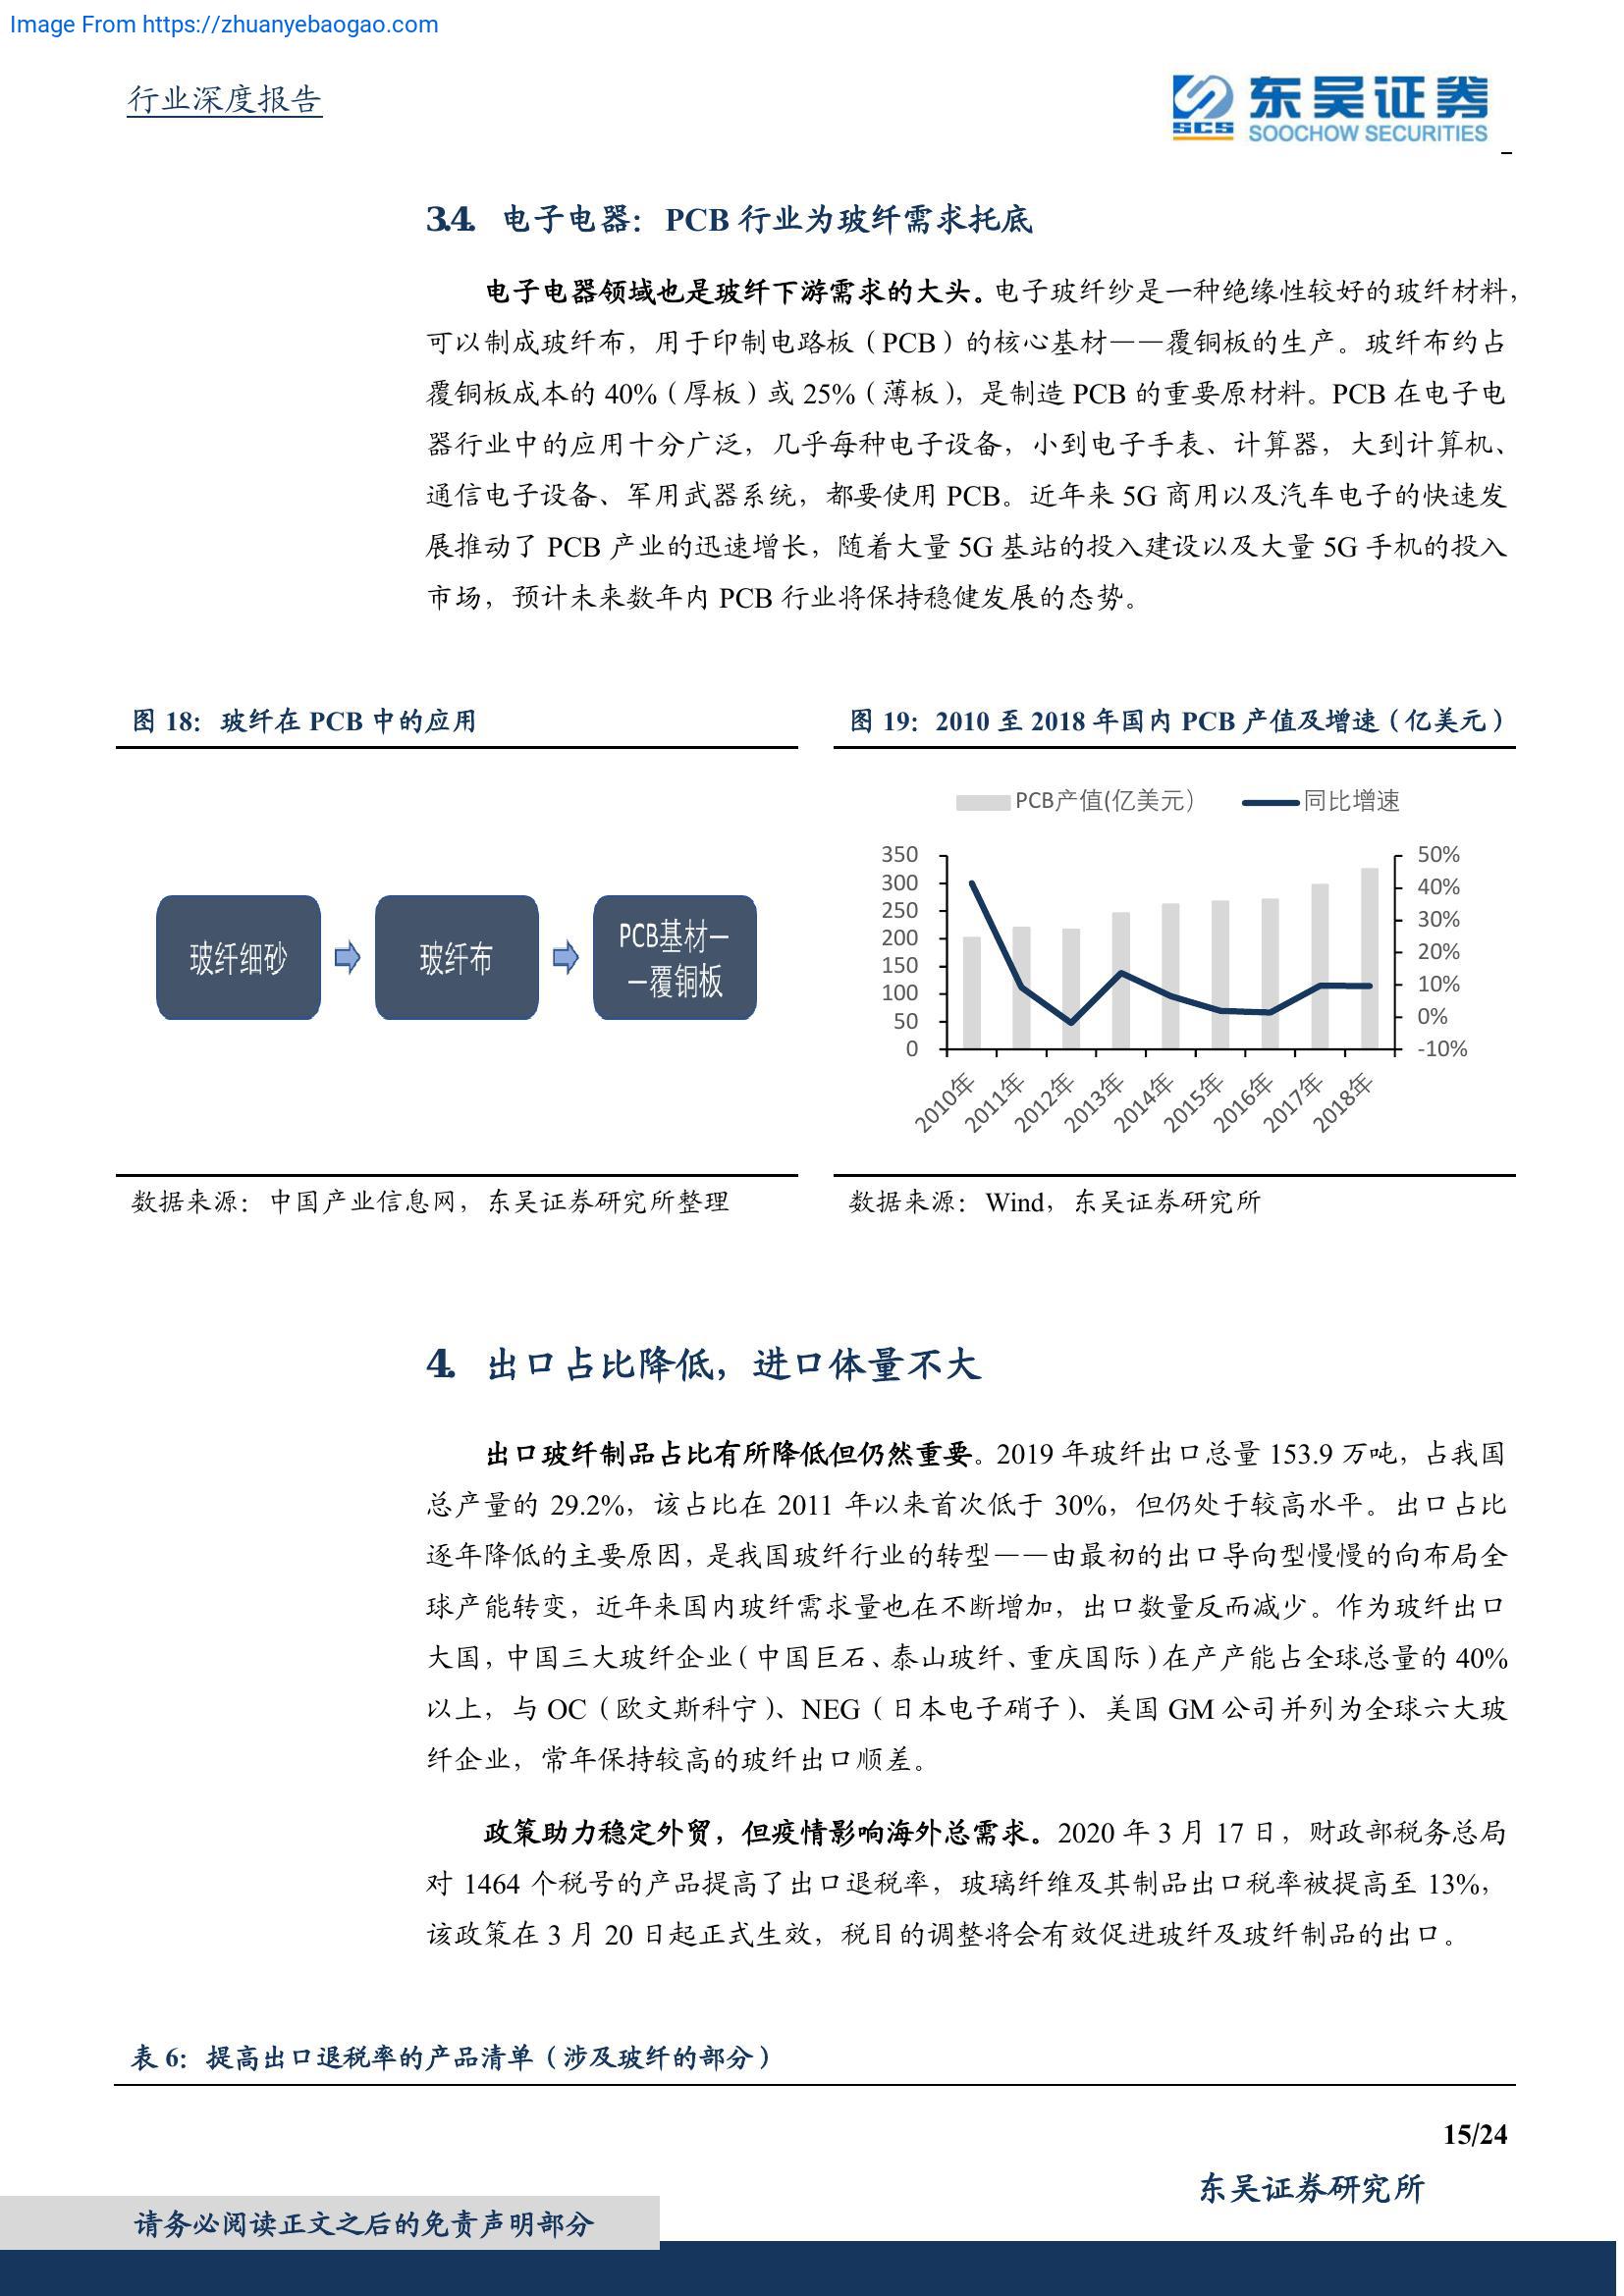 Image From https://zhuanyebaogao.com
行业深度报告
SCS
东吴证券
SOOCHOW SECURITIES
3.4. 电子电器：PCB 行业为玻纤需求托底
电子电器领域也是玻纤下游需求的大头。电子玻纤纱是一种绝缘性较好的玻纤材料，
可以制成玻纤布，用于印制电路板（PCB）的核心基材——覆铜板的生产。玻纤布约占
覆铜板成本的 40%（厚板）或 25%（薄板），是制造 PCB 的重要原材料。PCB 在电子电
器行业中的应用十分广泛，几乎每种电子设备，小到电子手表、计算器，大到计算机、
通信电子设备、军用武器系统，都要使用 PCB。近年来 5G 商用以及汽车电子的快速发
展推动了 PCB 产业的迅速增长，随着大量 5G 基站的投入建设以及大量 5G 手机的投入
市场，预计未来数年内 PCB 行业将保持稳健发展的态势。
图 18：玻纤在 PCB 中的应用
玻纤细砂
玻纤布
PCB基材—
—覆铜板
数据来源：中国产业信息网，东吴证券研究所整理
图 19：2010 至 2018 年国内 PCB 产值及增速（亿美元）
PCB产值(亿美元）
同比增速
350
300
250
200
150
100
50
0
50%
40%
30%
20%
10%
0%
-10%
2010年
2011年
2012年
2013年
2014年
2015年
2016年
2017年
2018年
数据来源：Wind，东吴证券研究所
4. 出口占比降低，进口体量不大
出口玻纤制品占比有所降低但仍然重要。2019 年玻纤出口总量 153.9 万吨，占我国
总产量的 29.2%，该占比在 2011 年以来首次低于 30%，但仍处于较高水平。出口占比
逐年降低的主要原因，是我国玻纤行业的转型——由最初的出口导向型慢慢的向布局全
球产能转变，近年来国内玻纤需求量也在不断增加，出口数量反而减少。作为玻纤出口
大国，中国三大玻纤企业（中国巨石、泰山玻纤、重庆国际）在产产能占全球总量的 40%
以上，与 OC（欧文斯科宁）、NEG（日本电子硝子）、美国 GM 公司并列为全球六大玻
纤企业，常年保持较高的玻纤出口顺差。
政策助力稳定外贸，但疫情影响海外总需求。2020 年 3 月 17 日，财政部税务总局
对 1464 个税号的产品提高了出口退税率，玻璃纤维及其制品出口税率被提高至 13%，
该政策在 3 月 20 日起正式生效，税目的调整将会有效促进玻纤及玻纤制品的出口。
表 6：提高出口退税率的产品清单（涉及玻纤的部分）
15/24
东吴证券研究所
请务必阅读正文之后的免责声明部分